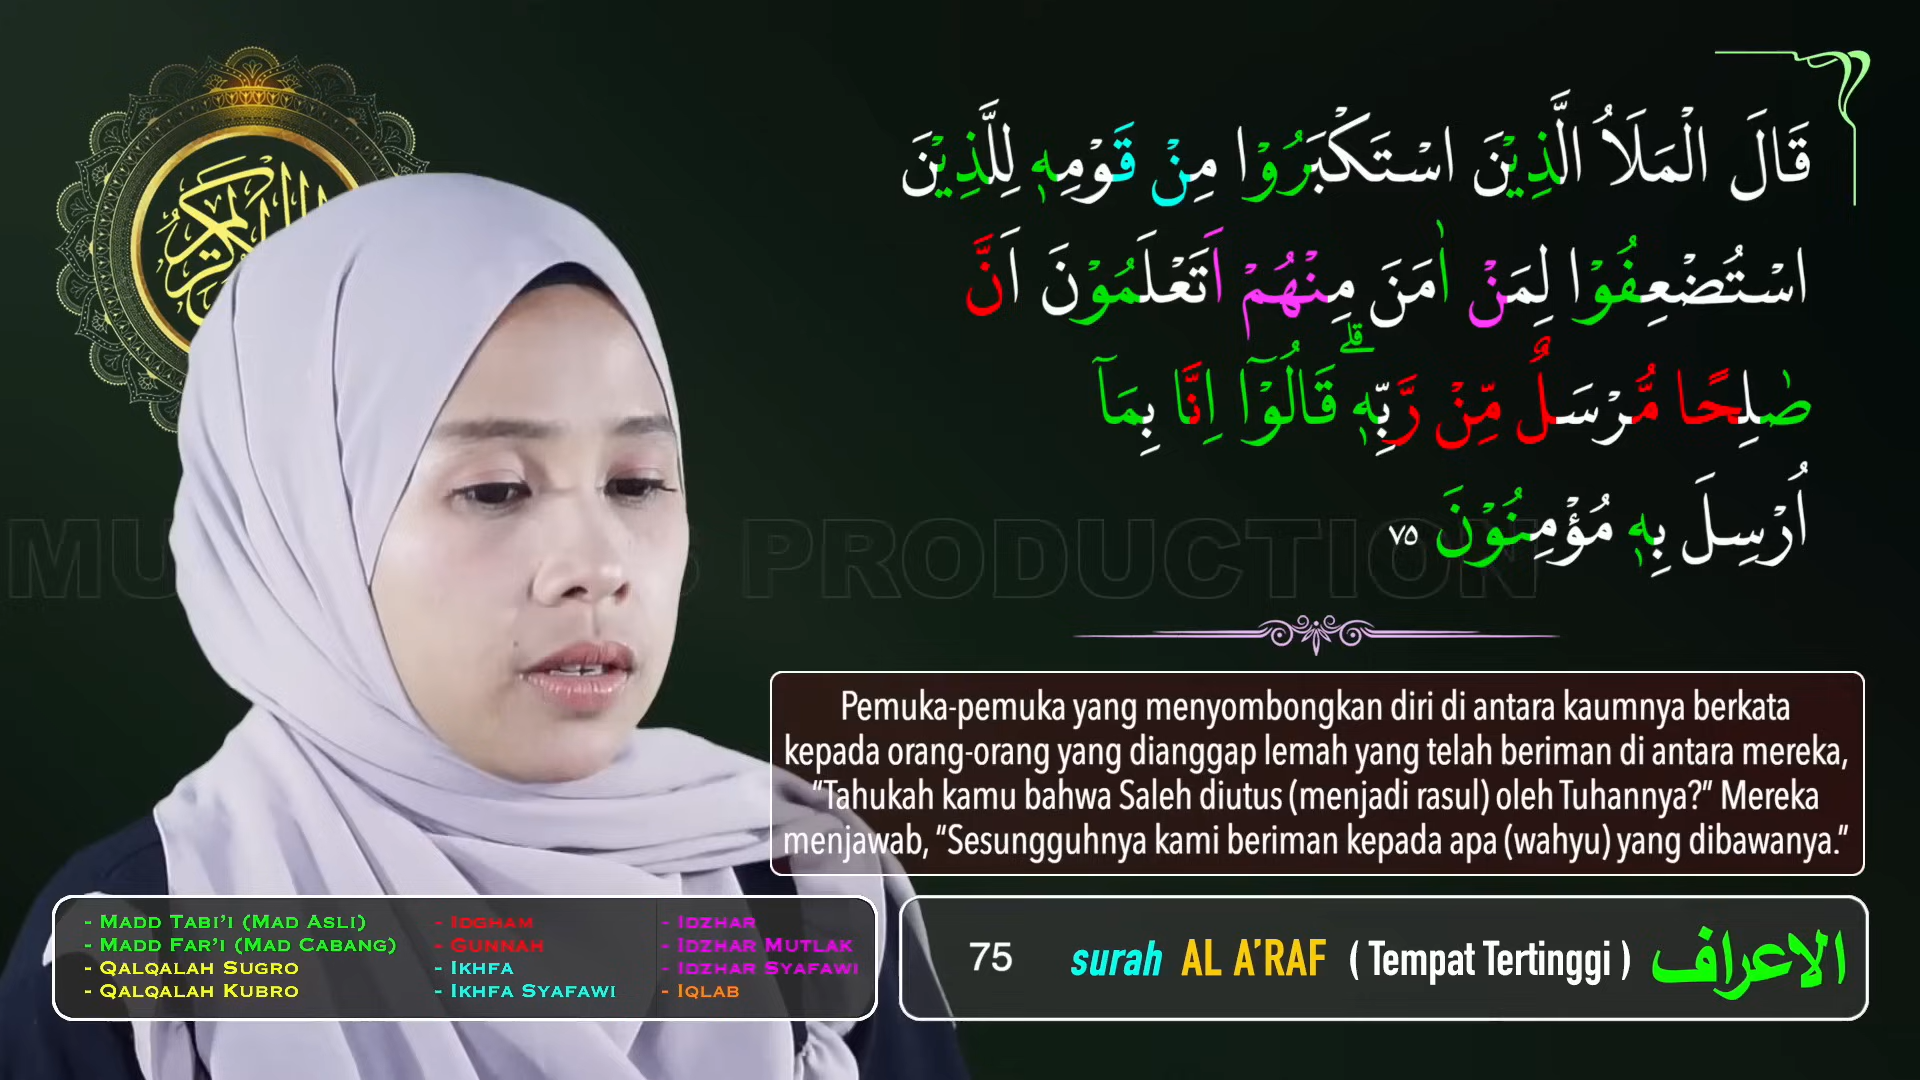 قَالَ الْمَلَاُ الَّذِيْنَ اسْتَكْبَرُوْا مِنْ قَوْمِهٖ لِلَّذِيْنَ
اسْتُضْعِفُوْا لِمَنْ اٰمَنَ مِنْهُمْ اَتَعْلَمُوْنَ اَنَّ
صٰلِحًا مُّرْسَلٌ مِّنْ رَّبِّهٖۗ قَالُوْٓا اِنَّا بِمَآ
اُرْسِلَ بِهٖ مُؤْمِنُوْنَ ٧٥
PRODUCTION
Pemuka-pemuka yang menyombongkan diri di antara kaumnya berkata
kepada orang-orang yang dianggap lemah yang telah beriman di antara mereka,
“Tahukah kamu bahwa Saleh diutus (menjadi rasul) oleh Tuhannya?” Mereka
menjawab, “Sesungguhnya kami beriman kepada apa (wahyu) yang dibawanya.”
- Madd Tabi’i (Mad Asli)
- Madd Far’i (Mad Cabang)
- Qalqalah Sugro
- Qalqalah Kubro
- Idgham
- Gunnah
- Ikhfa
- Ikhfa Syafawi
- Idzhar
- Idzhar Mutlak
- Idzhar Syafawi
- Iqlab
75 surah AL A’RAF ( Tempat Tertinggi ) الاعراف